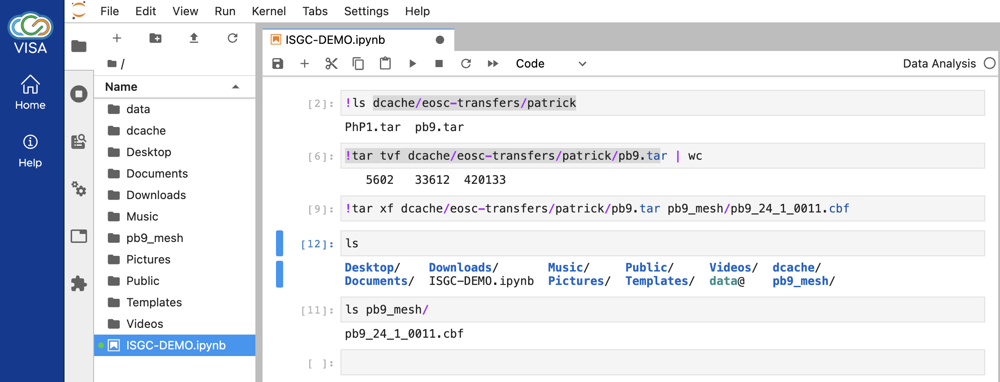 VISA
Home
Help
File Edit View Run Kernel Tabs Settings Help
/
Name
data
dcache
Desktop
Documents
Downloads
Music
pb9_mesh
Pictures
Public
Templates
Videos
ISGC-DEMO.ipynb
ISGC-DEMO.ipynb
Code
Data Analysis
[2]: !ls dcache/eosc-transfers/patrick
PhP1.tar pb9.tar
[6]: !tar tvf dcache/eosc-transfers/patrick/pb9.tar | wc
5602 33612 420133
[9]: !tar xf dcache/eosc-transfers/patrick/pb9.tar pb9_mesh/pb9_24_1_0011.cbf
[12]: ls
Desktop/ Downloads/ Music/ Public/ Videos/ dcache/
Documents/ ISGC-DEMO.ipynb Pictures/ Templates/ data@ pb9_mesh/
[11]: ls pb9_mesh/
pb9_24_1_0011.cbf
[ ]: